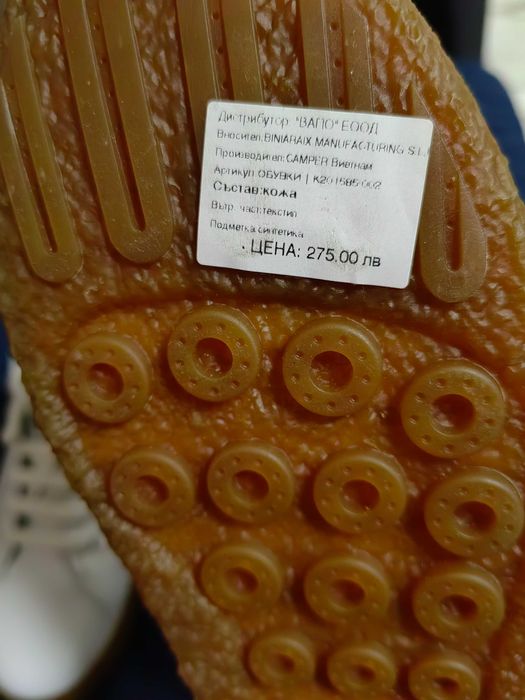 Дистрибутор: "ВАПО" ЕООД
Вносител:BINIARAIX MANUFACTURING S.L.
Производител:CAMPER Виетнам
Артикул ОБУВКИ | K201585-002
Състав:кожа
Вътр. част:текстил
Подметка:синтетика
ЦЕНА: 275.00 лв